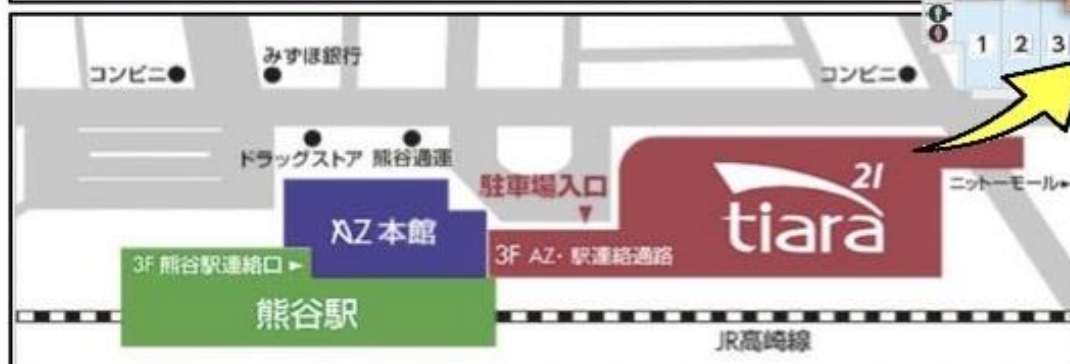 1 2 3
みずほ銀行
コンビニ
コンビニ
ドラッグストア 熊谷通運
駐車場入口
21
tiara
ニットーモール
AZ本館
3F AZ・駅連絡通路
3F 熊谷駅連絡口
熊谷駅
JR高崎線